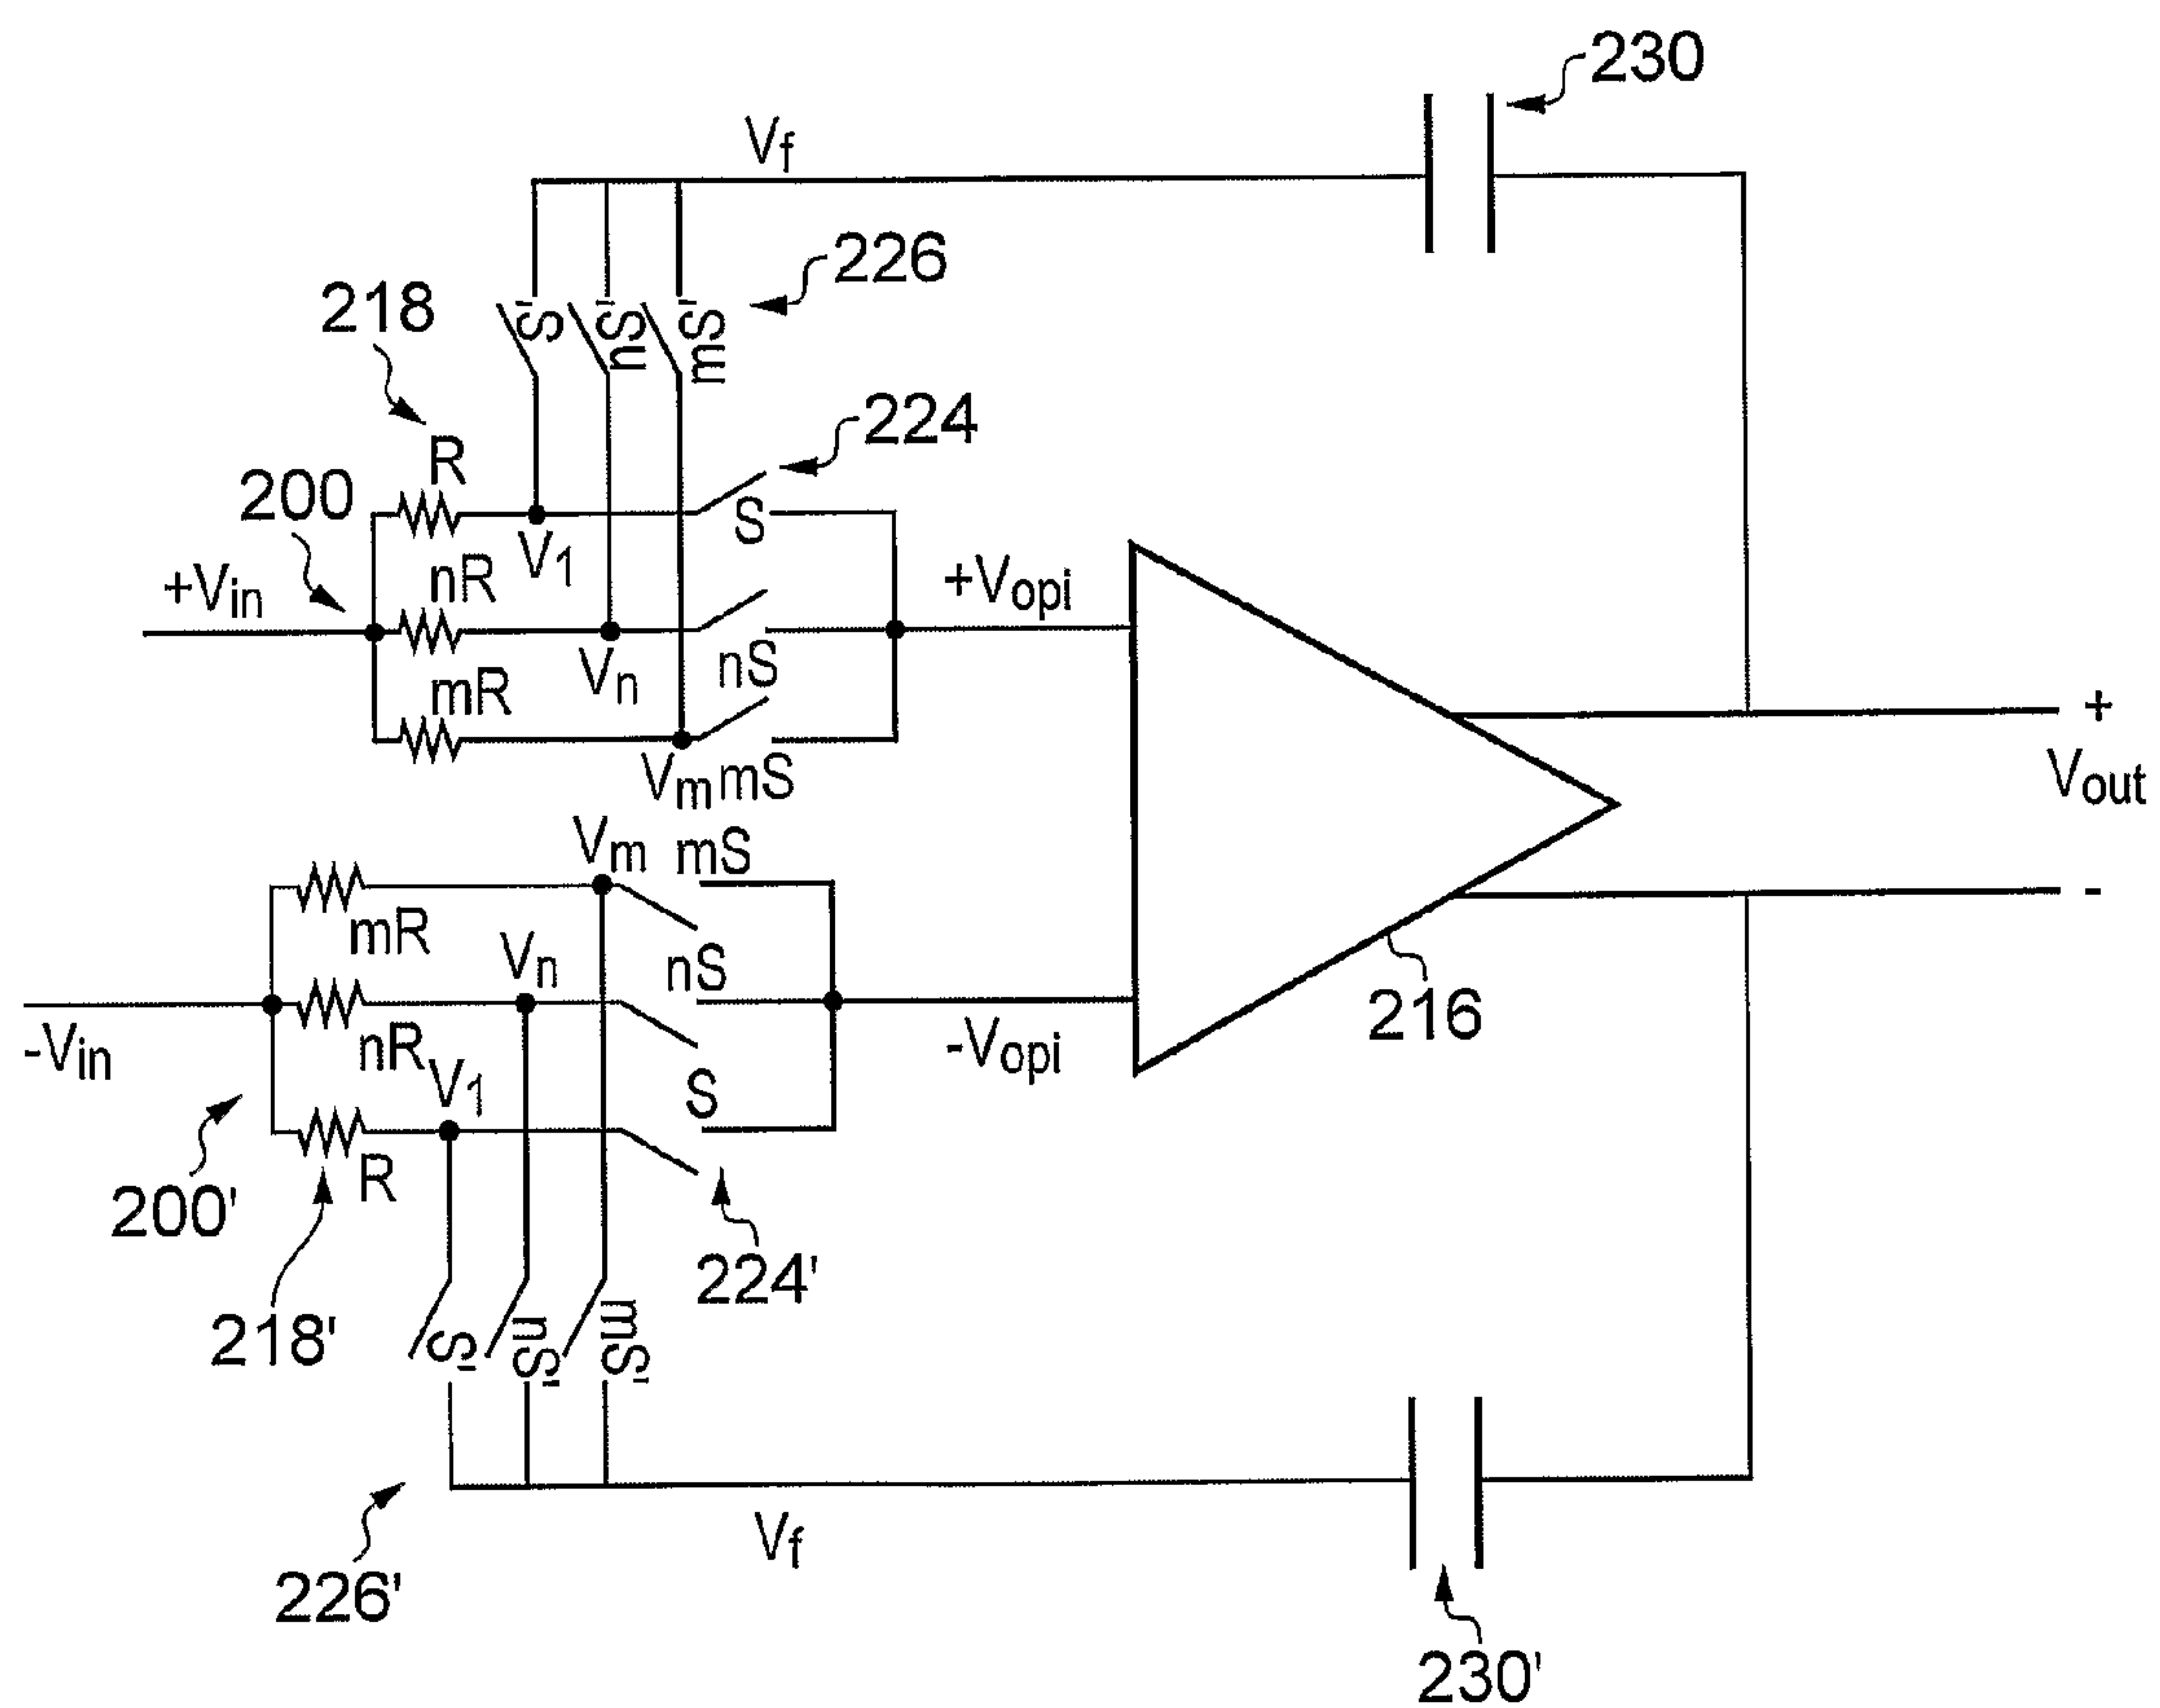 230
Vf
226
218
S̄
nS̄
mS̄
224
R
200
S
V1
nR
+Vin
+Vopi
nS
Vn
mR
+
Vm mS
Vout
Vm mS
-
mR
Vn
nS
216
-Vin
nR
V1
-Vopi
S
R
200'
224'
218'
S̄
nS̄
mS̄
Vf
226'
230'